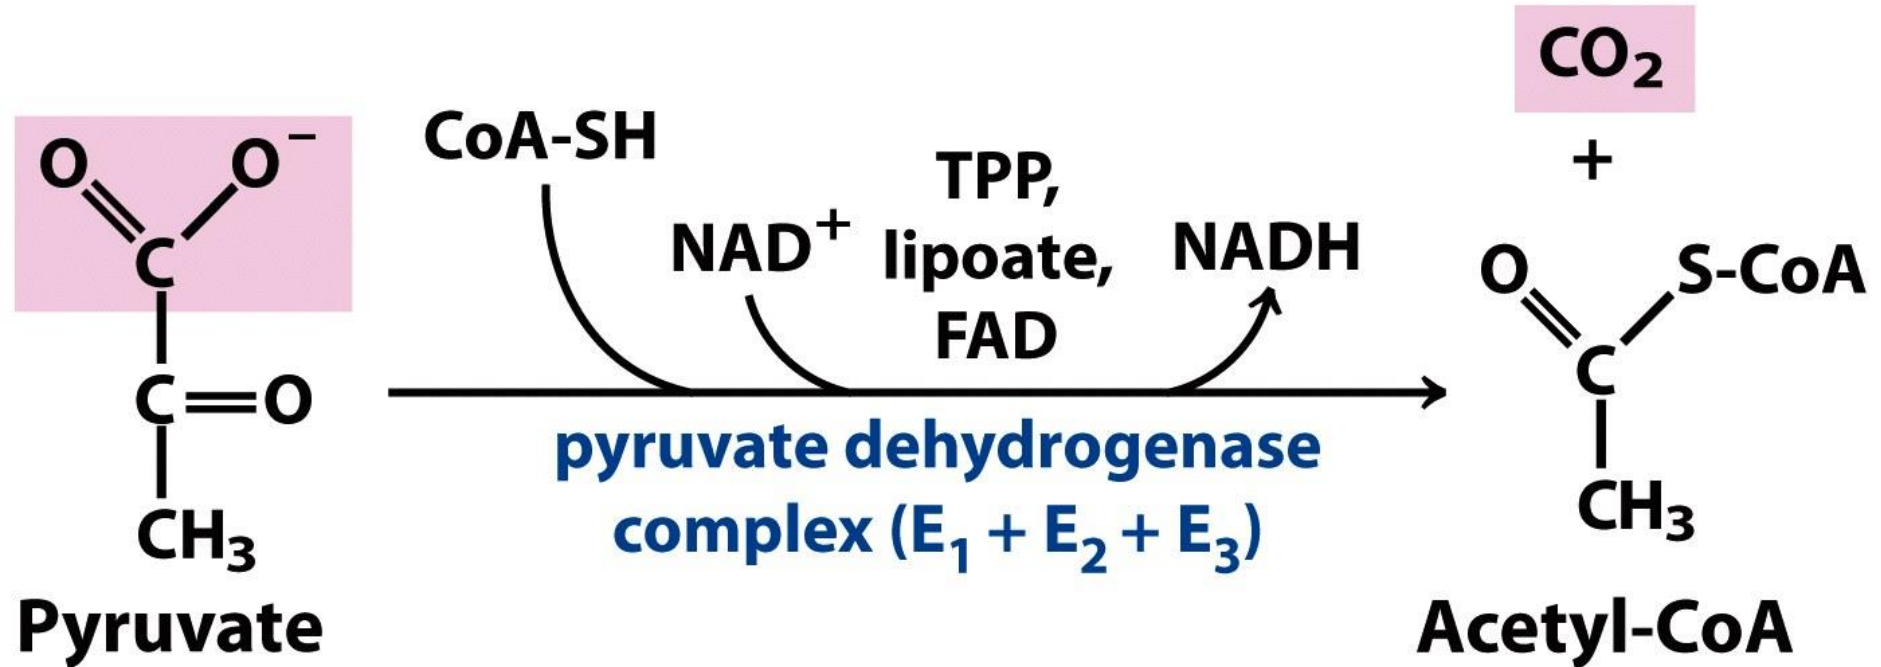 O O⁻
C
C=O
CH₃
Pyruvate
CoA-SH
NAD⁺
TPP,
lipoate,
FAD
NADH
pyruvate dehydrogenase
complex (E₁ + E₂ + E₃)
CO₂
+
O S-CoA
C
CH₃
Acetyl-CoA